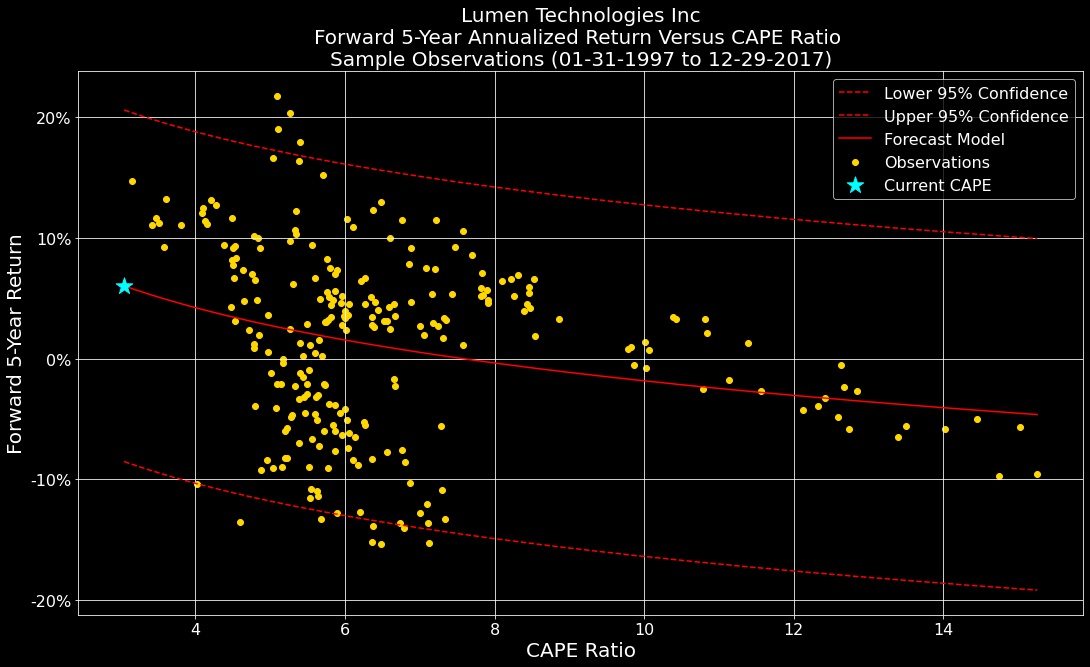 Lumen Technologies Inc
Forward 5-Year Annualized Return Versus CAPE Ratio
Sample Observations (01-31-1997 to 12-29-2017)
Lower 95% Confidence
Upper 95% Confidence
Forecast Model
Observations
Current CAPE
Forward 5-Year Return
20%
10%
0%
-10%
-20%
4
6
8
10
12
14
CAPE Ratio